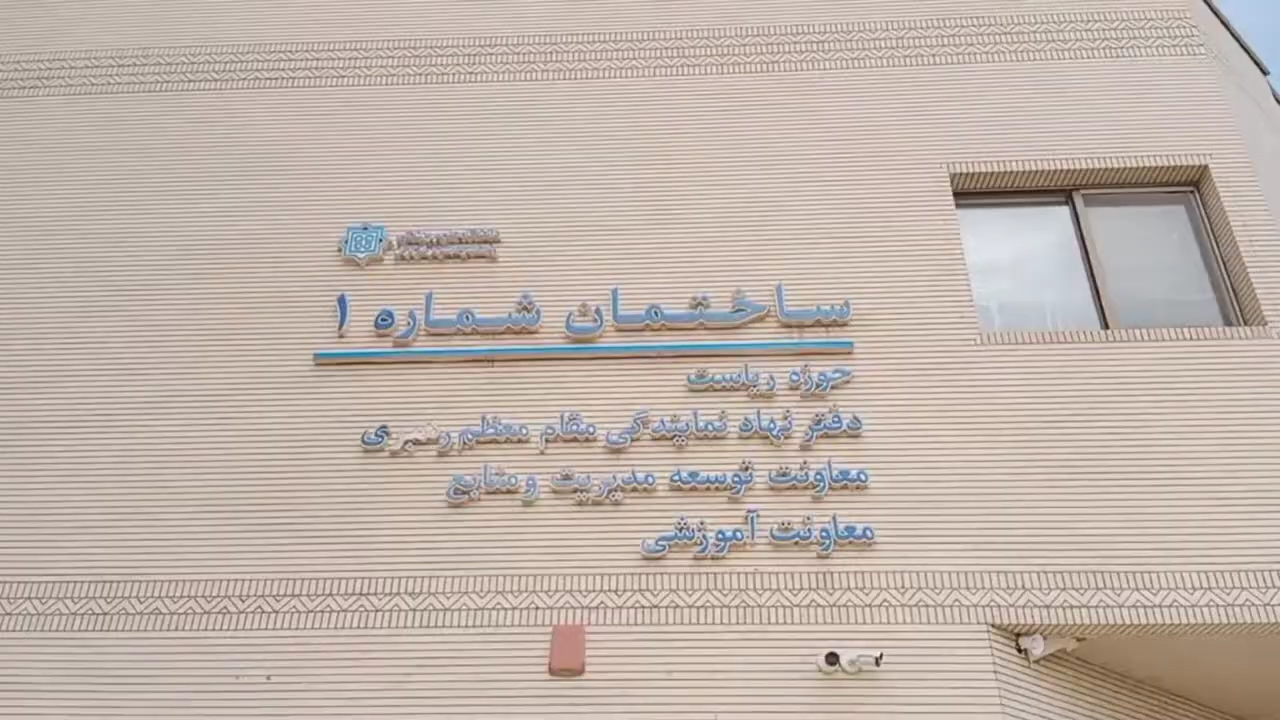 ساختمان شماره ۱
حوزه ریاست
دفتر نهاد نمایندگی مقام معظم رهبری
معاونت توسعه مدیریت و منابع
معاونت آموزشی